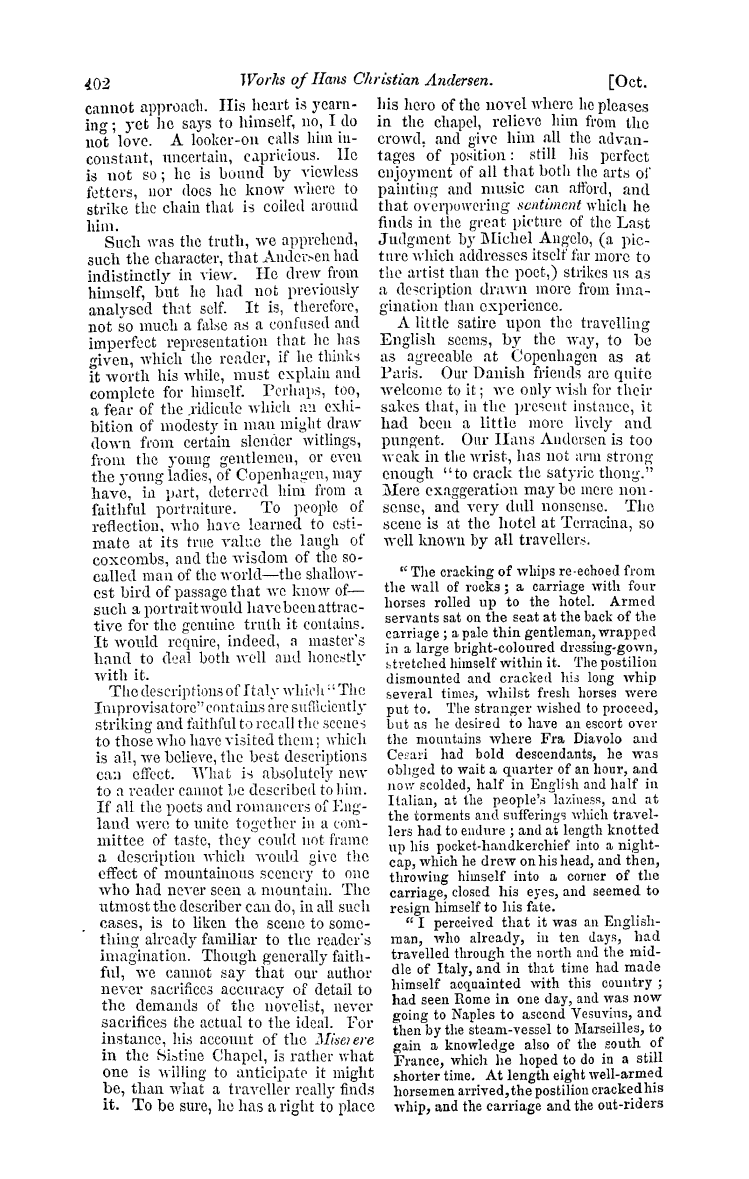 402 Works of Hans Christian Andersen. [Oct.
cannot approach. His heart is yearn-
ing; yet he says to himself, no, I do
not love. A looker-on calls him in-
constant, uncertain, capricious. He
is not so; he is bound by viewless
fetters, nor does he know where to
strike the chain that is coiled around
him.
Such was the truth, we apprehend,
such the character, that Andersen had
indistinctly in view. He drew from
himself, but he had not previously
analysed that self. It is, therefore,
not so much a false as a confused and
imperfect representation that he has
given, which the reader, if he thinks
it worth his while, must explain and
complete for himself. Perhaps, too,
a fear of the ridicule which an exhi-
bition of modesty in man might draw
down from certain slender witlings,
from the young gentlemen, or even
the young ladies, of Copenhagen, may
have, in part, deterred him from a
faithful portraiture. To people of
reflection, who have learned to esti-
mate at its true value the laugh of
coxcombs, and the wisdom of the so-
called man of the world—the shallow-
est bird of passage that we know of—
such a portrait would have been attrac-
tive for the genuine truth it contains.
It would require, indeed, a master's
hand to deal both well and honestly
with it.
The descriptions of Italy which "The
Improvisatore" contains are sufficiently
striking and faithful to recall the scenes
to those who have visited them; which
is all, we believe, the best descriptions
can effect. What is absolutely new
to a reader cannot be described to him.
If all the poets and romancers of Eng-
land were to unite together in a com-
mittee of taste, they could not frame
a description which would give the
effect of mountainous scenery to one
who had never seen a mountain. The
utmost the describer can do, in all such
cases, is to liken the scene to some-
thing already familiar to the reader's
imagination. Though generally faith-
ful, we cannot say that our author
never sacrifices accuracy of detail to
the demands of the novelist, never
sacrifices the actual to the ideal. For
instance, his account of the Miserere
in the Sistine Chapel, is rather what
one is willing to anticipate it might
be, than what a traveller really finds
it. To be sure, he has a right to place
his hero of the novel where he pleases
in the chapel, relieve him from the
crowd, and give him all the advan-
tages of position: still his perfect
enjoyment of all that both the arts of
painting and music can afford, and
that overpowering sentiment which he
finds in the great picture of the Last
Judgment by Michel Angelo, (a pic-
ture which addresses itself far more to
the artist than the poet,) strikes us as
a description drawn more from ima-
gination than experience.
A little satire upon the travelling
English seems, by the way, to be
as agreeable at Copenhagen as at
Paris. Our Danish friends are quite
welcome to it; we only wish for their
sakes that, in the present instance, it
had been a little more lively and
pungent. Our Hans Andersen is too
weak in the wrist, has not arm strong
enough "to crack the satyric thong."
Mere exaggeration may be mere non-
sense, and very dull nonsense. The
scene is at the hotel at Terracina, so
well known by all travellers.
"The cracking of whips re-echoed from
the wall of rocks; a carriage with four
horses rolled up to the hotel. Armed
servants sat on the seat at the back of the
carriage; a pale thin gentleman, wrapped
in a large bright-coloured dressing-gown,
stretched himself within it. The postilion
dismounted and cracked his long whip
several times, whilst fresh horses were
put to. The stranger wished to proceed,
but as he desired to have an escort over
the mountains where Fra Diavolo and
Cesari had bold descendants, he was
obliged to wait a quarter of an hour, and
now scolded, half in English and half in
Italian, at the people's laziness, and at
the torments and sufferings which travel-
lers had to endure; and at length knotted
up his pocket-handkerchief into a night-
cap, which he drew on his head, and then,
throwing himself into a corner of the
carriage, closed his eyes, and seemed to
resign himself to his fate.
"I perceived that it was an English-
man, who already, in ten days, had
travelled through the north and the mid-
dle of Italy, and in that time had made
himself acquainted with this country;
had seen Rome in one day, and was now
going to Naples to ascend Vesuvius, and
then by the steam-vessel to Marseilles, to
gain a knowledge also of the south of
France, which he hoped to do in a still
shorter time. At length eight well-armed
horsemen arrived, the postilion cracked his
whip, and the carriage and the out-riders